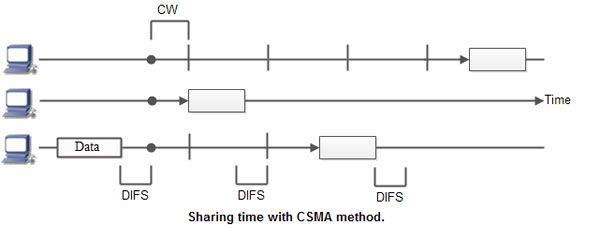 CW
Time
Data
DIFS
DIFS
DIFS
Sharing time with CSMA method.